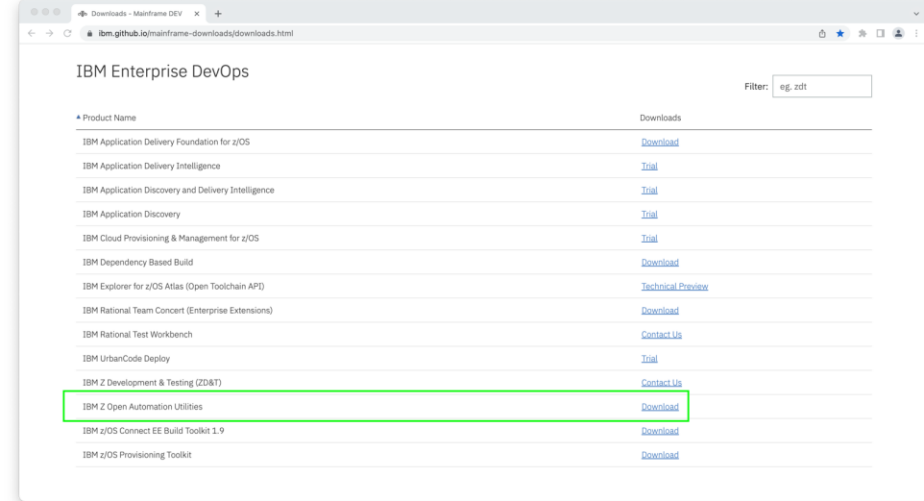 Downloads - Mainframe DEV
ibm.github.io/mainframe-downloads/downloads.html
IBM Enterprise DevOps
Filter: eg. zdt
Product Name Downloads
IBM Application Delivery Foundation for z/OS Download
IBM Application Delivery Intelligence Trial
IBM Application Discovery and Delivery Intelligence Trial
IBM Application Discovery Trial
IBM Cloud Provisioning & Management for z/OS Trial
IBM Dependency Based Build Download
IBM Explorer for z/OS Atlas (Open Toolchain API) Technical Preview
IBM Rational Team Concert (Enterprise Extensions) Download
IBM Rational Test Workbench Contact Us
IBM UrbanCode Deploy Trial
IBM Z Development & Testing (ZD&T) Contact Us
IBM Z Open Automation Utilities Download
IBM z/OS Connect EE Build Toolkit 1.9 Download
IBM z/OS Provisioning Toolkit Download